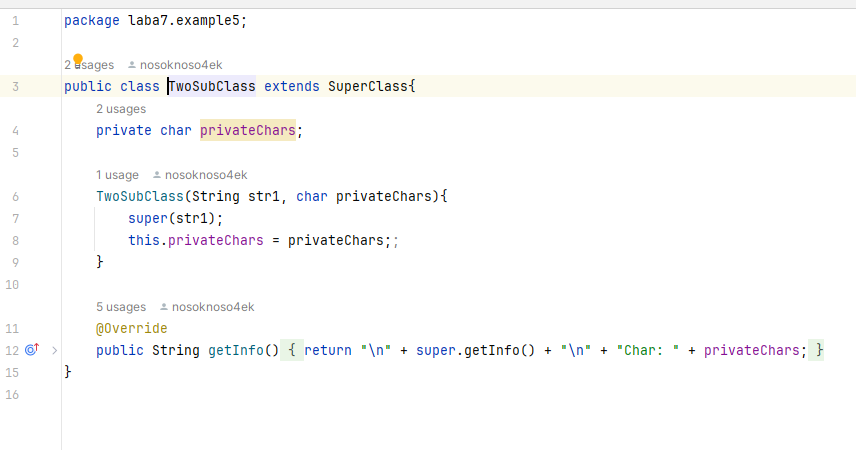 1 package laba7.example5;
2
2 usages nosoknoso4ek
3 public class TwoSubClass extends SuperClass{
2 usages
4 private char privateChars;
5
1 usage nosoknoso4ek
6 TwoSubClass(String str1, char privateChars){
7 super(str1);
8 this.privateChars = privateChars;;
9 }
10
5 usages nosoknoso4ek
11 @Override
12 public String getInfo() { return "\n" + super.getInfo() + "\n" + "Char: " + privateChars; }
15 }
16